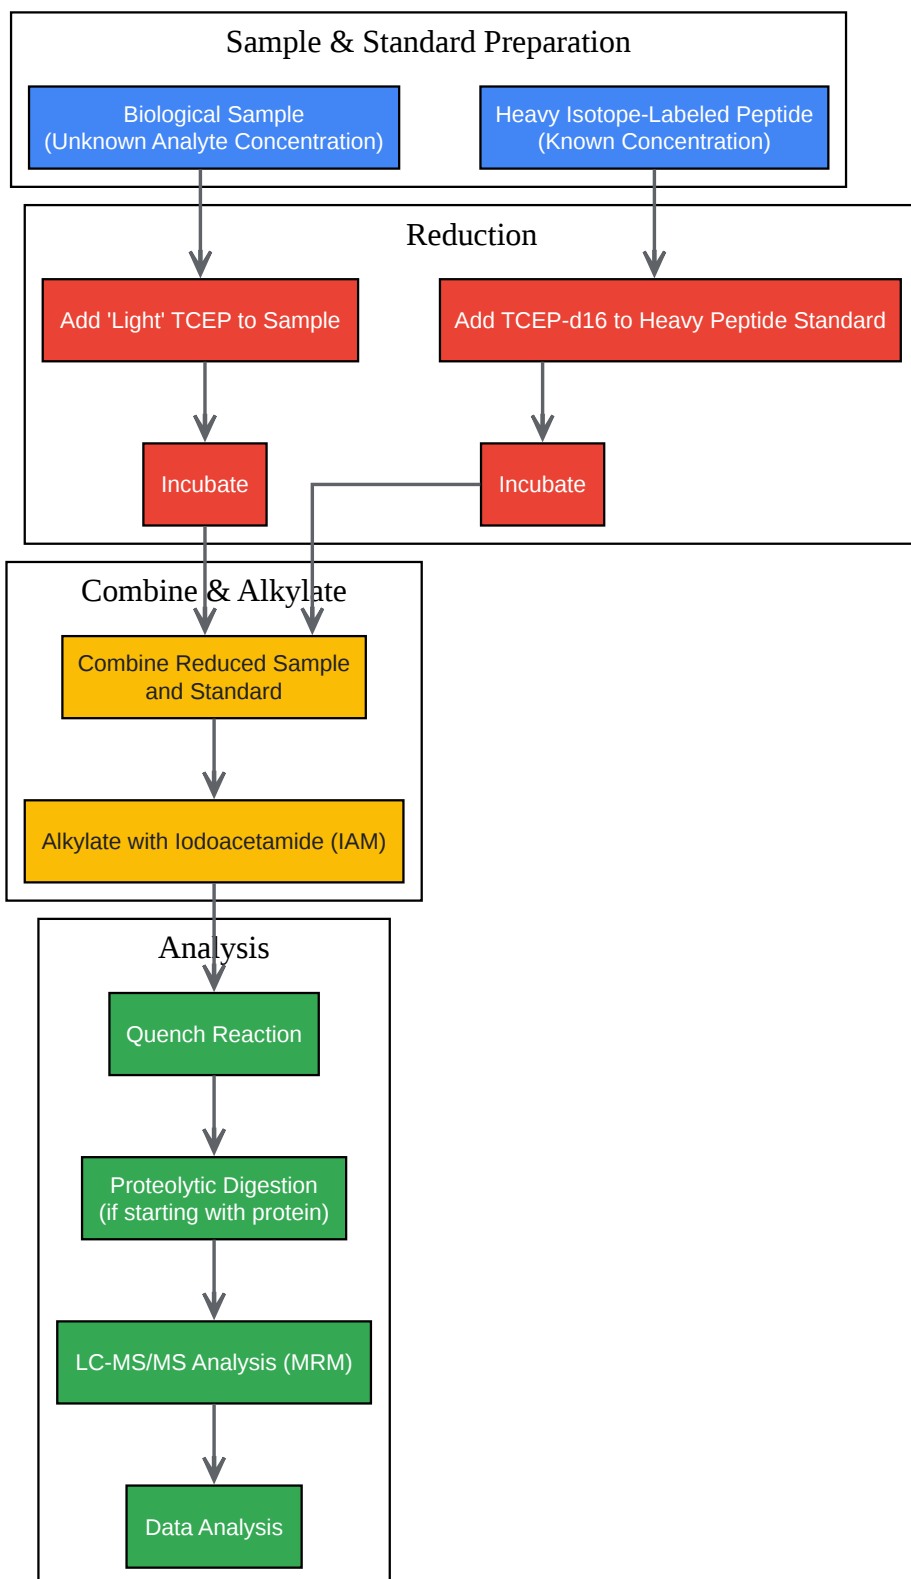 Sample & Standard Preparation
Biological Sample
(Unknown Analyte Concentration)
Heavy Isotope-Labeled Peptide
(Known Concentration)
Reduction
Add 'Light' TCEP to Sample
Add TCEP-d16 to Heavy Peptide Standard
Incubate
Incubate
Combine & Alkylate
Combine Reduced Sample
and Standard
Alkylate with Iodoacetamide (IAM)
Analysis
Quench Reaction
Proteolytic Digestion
(if starting with protein)
LC-MS/MS Analysis (MRM)
Data Analysis